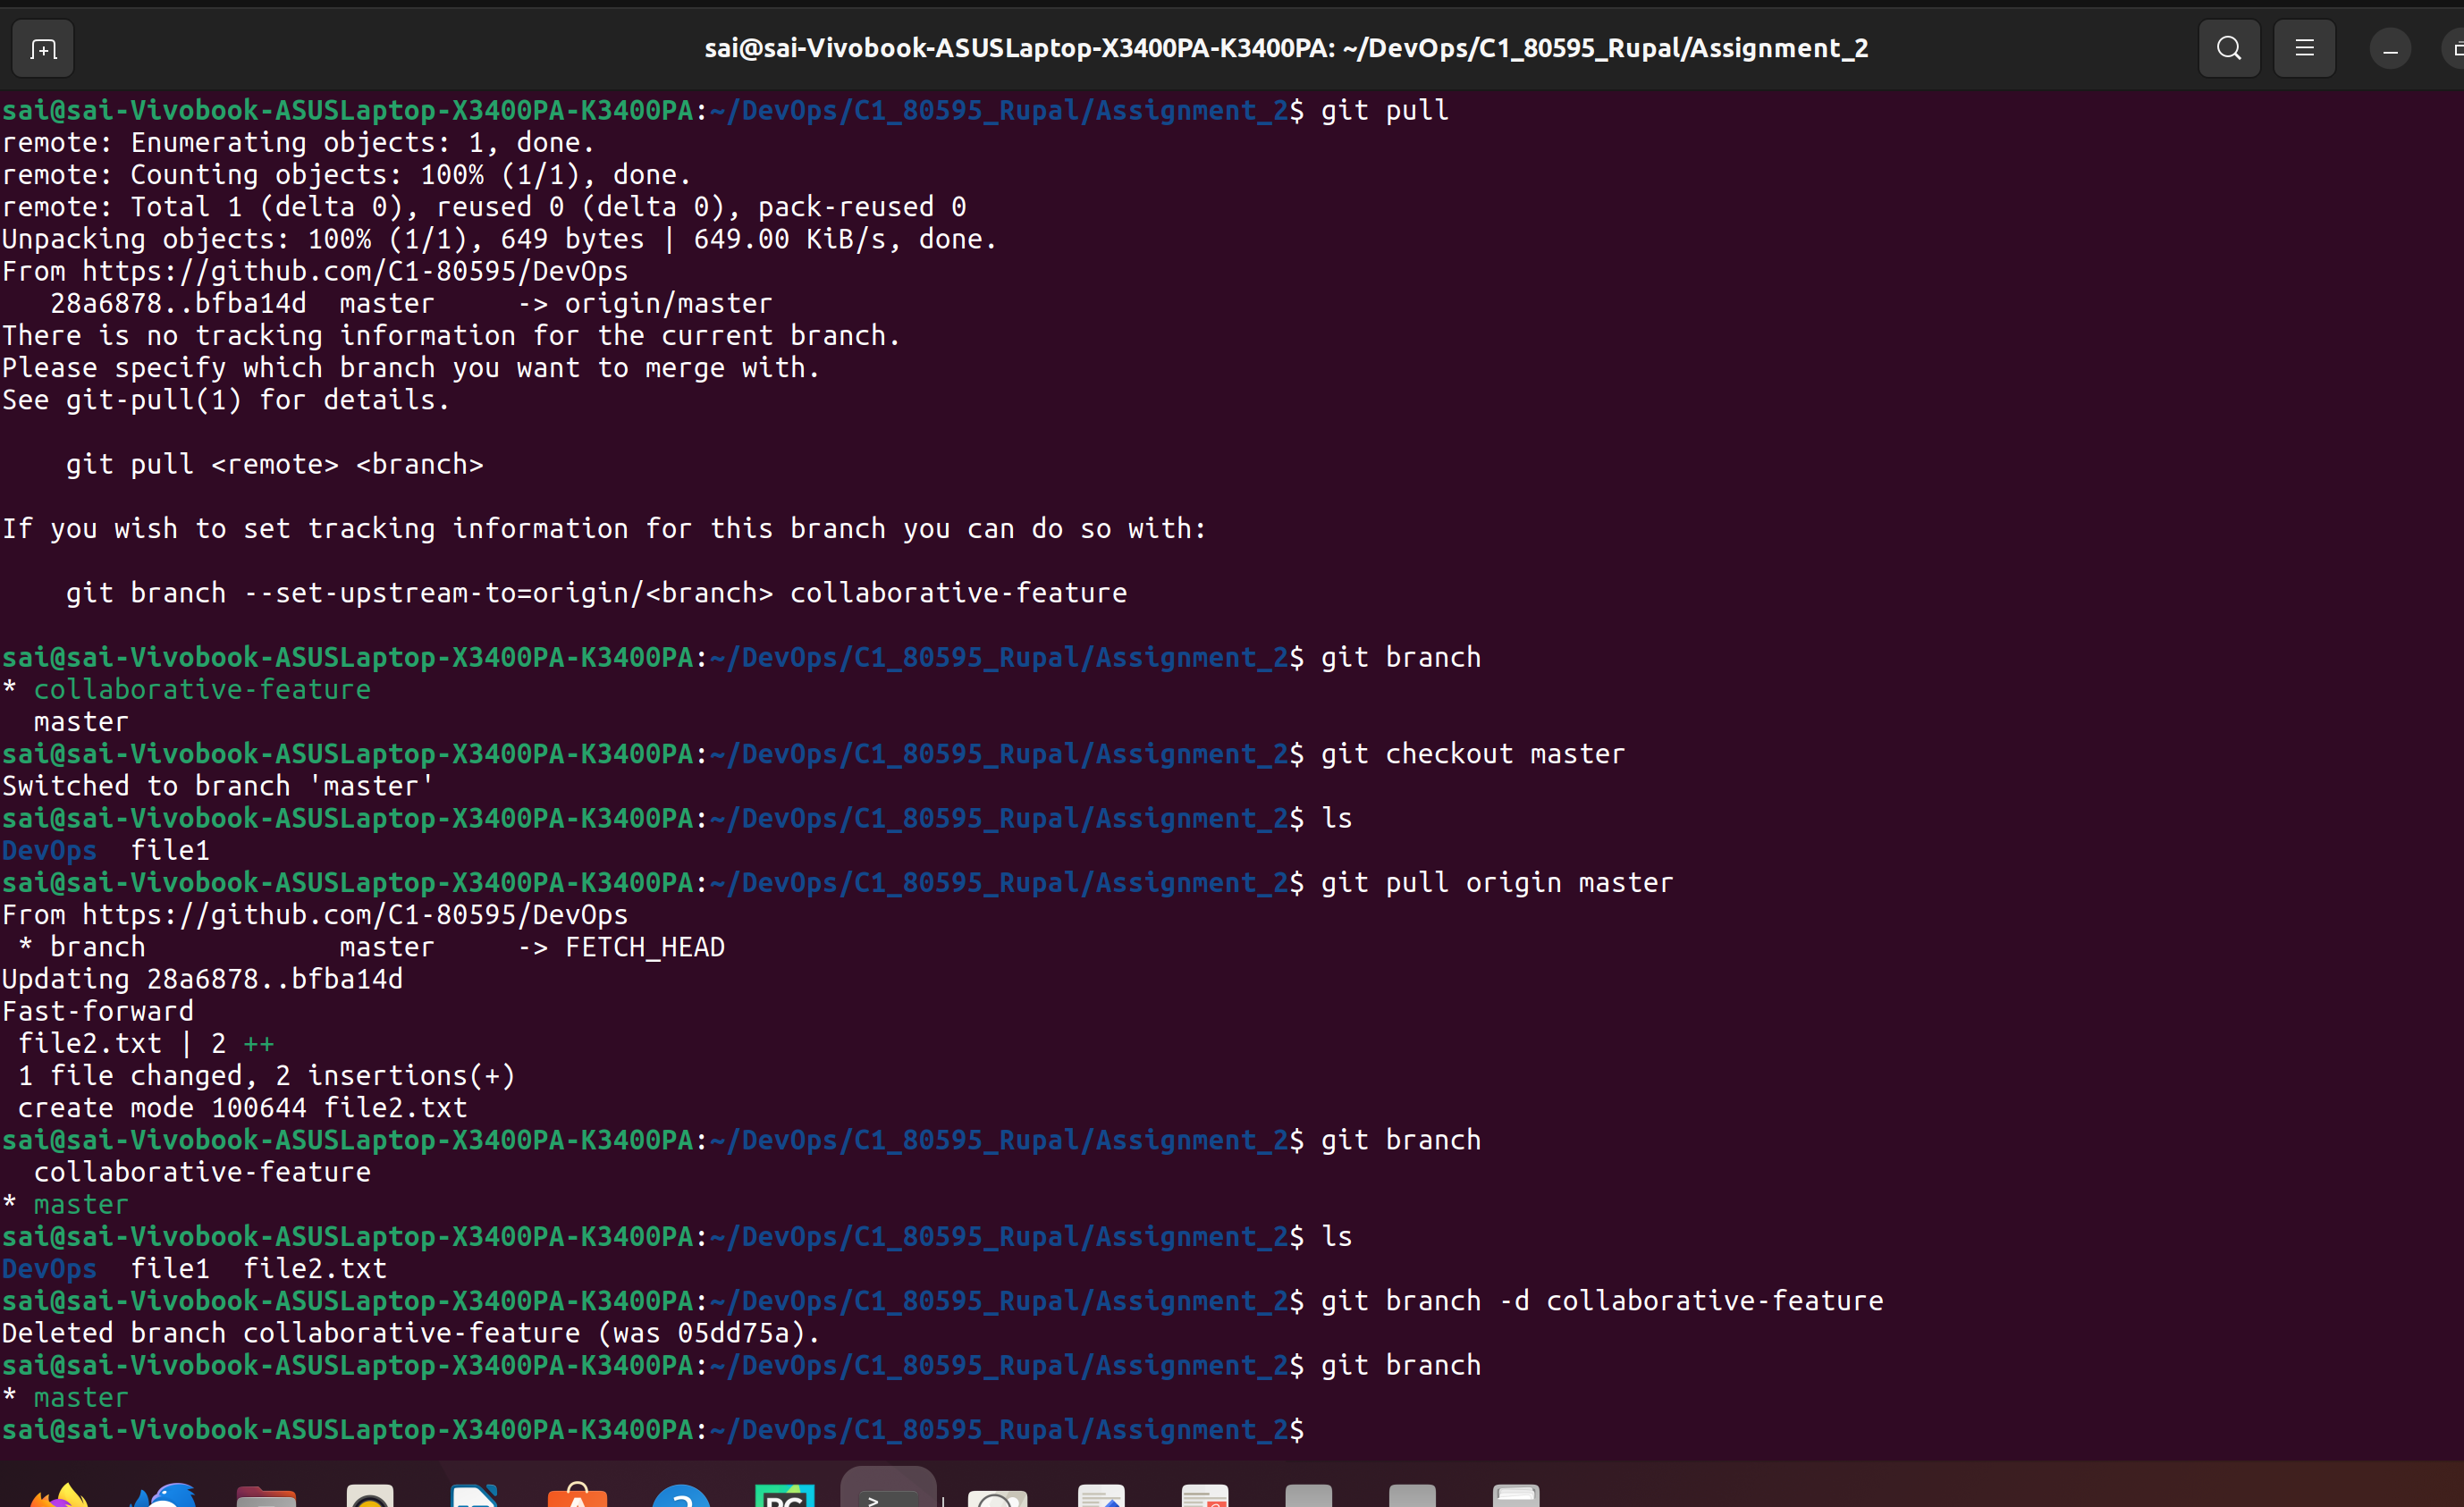 sai@sai-Vivobook-ASUSLaptop-X3400PA-K3400PA: ~/DevOps/C1_80595_Rupal/Assignment_2
sai@sai-Vivobook-ASUSLaptop-X3400PA-K3400PA:~/DevOps/C1_80595_Rupal/Assignment_2$ git pull
remote: Enumerating objects: 1, done.
remote: Counting objects: 100% (1/1), done.
remote: Total 1 (delta 0), reused 0 (delta 0), pack-reused 0
Unpacking objects: 100% (1/1), 649 bytes | 649.00 KiB/s, done.
From https://github.com/C1-80595/DevOps
   28a6878..bfba14d  master     -> origin/master
There is no tracking information for the current branch.
Please specify which branch you want to merge with.
See git-pull(1) for details.
    git pull <remote> <branch>
If you wish to set tracking information for this branch you can do so with:
    git branch --set-upstream-to=origin/<branch> collaborative-feature
sai@sai-Vivobook-ASUSLaptop-X3400PA-K3400PA:~/DevOps/C1_80595_Rupal/Assignment_2$ git branch
* collaborative-feature
  master
sai@sai-Vivobook-ASUSLaptop-X3400PA-K3400PA:~/DevOps/C1_80595_Rupal/Assignment_2$ git checkout master
Switched to branch 'master'
sai@sai-Vivobook-ASUSLaptop-X3400PA-K3400PA:~/DevOps/C1_80595_Rupal/Assignment_2$ ls
DevOps  file1
sai@sai-Vivobook-ASUSLaptop-X3400PA-K3400PA:~/DevOps/C1_80595_Rupal/Assignment_2$ git pull origin master
From https://github.com/C1-80595/DevOps
 * branch            master     -> FETCH_HEAD
Updating 28a6878..bfba14d
Fast-forward
 file2.txt | 2 ++
 1 file changed, 2 insertions(+)
 create mode 100644 file2.txt
sai@sai-Vivobook-ASUSLaptop-X3400PA-K3400PA:~/DevOps/C1_80595_Rupal/Assignment_2$ git branch
  collaborative-feature
* master
sai@sai-Vivobook-ASUSLaptop-X3400PA-K3400PA:~/DevOps/C1_80595_Rupal/Assignment_2$ ls
DevOps  file1  file2.txt
sai@sai-Vivobook-ASUSLaptop-X3400PA-K3400PA:~/DevOps/C1_80595_Rupal/Assignment_2$ git branch -d collaborative-feature
Deleted branch collaborative-feature (was 05dd75a).
sai@sai-Vivobook-ASUSLaptop-X3400PA-K3400PA:~/DevOps/C1_80595_Rupal/Assignment_2$ git branch
* master
sai@sai-Vivobook-ASUSLaptop-X3400PA-K3400PA:~/DevOps/C1_80595_Rupal/Assignment_2$